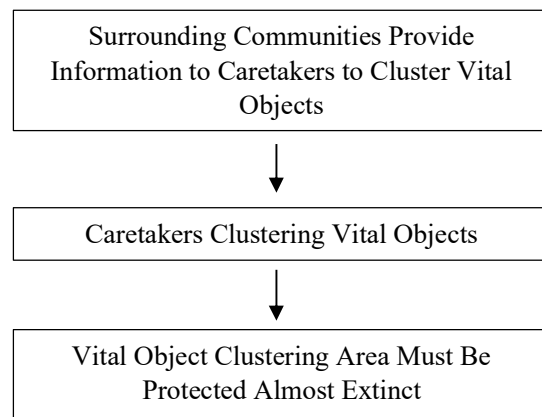 Surrounding Communities Provide
Information to Caretakers to Cluster Vital
Objects
Caretakers Clustering Vital Objects
Vital Object Clustering Area Must Be
Protected Almost Extinct